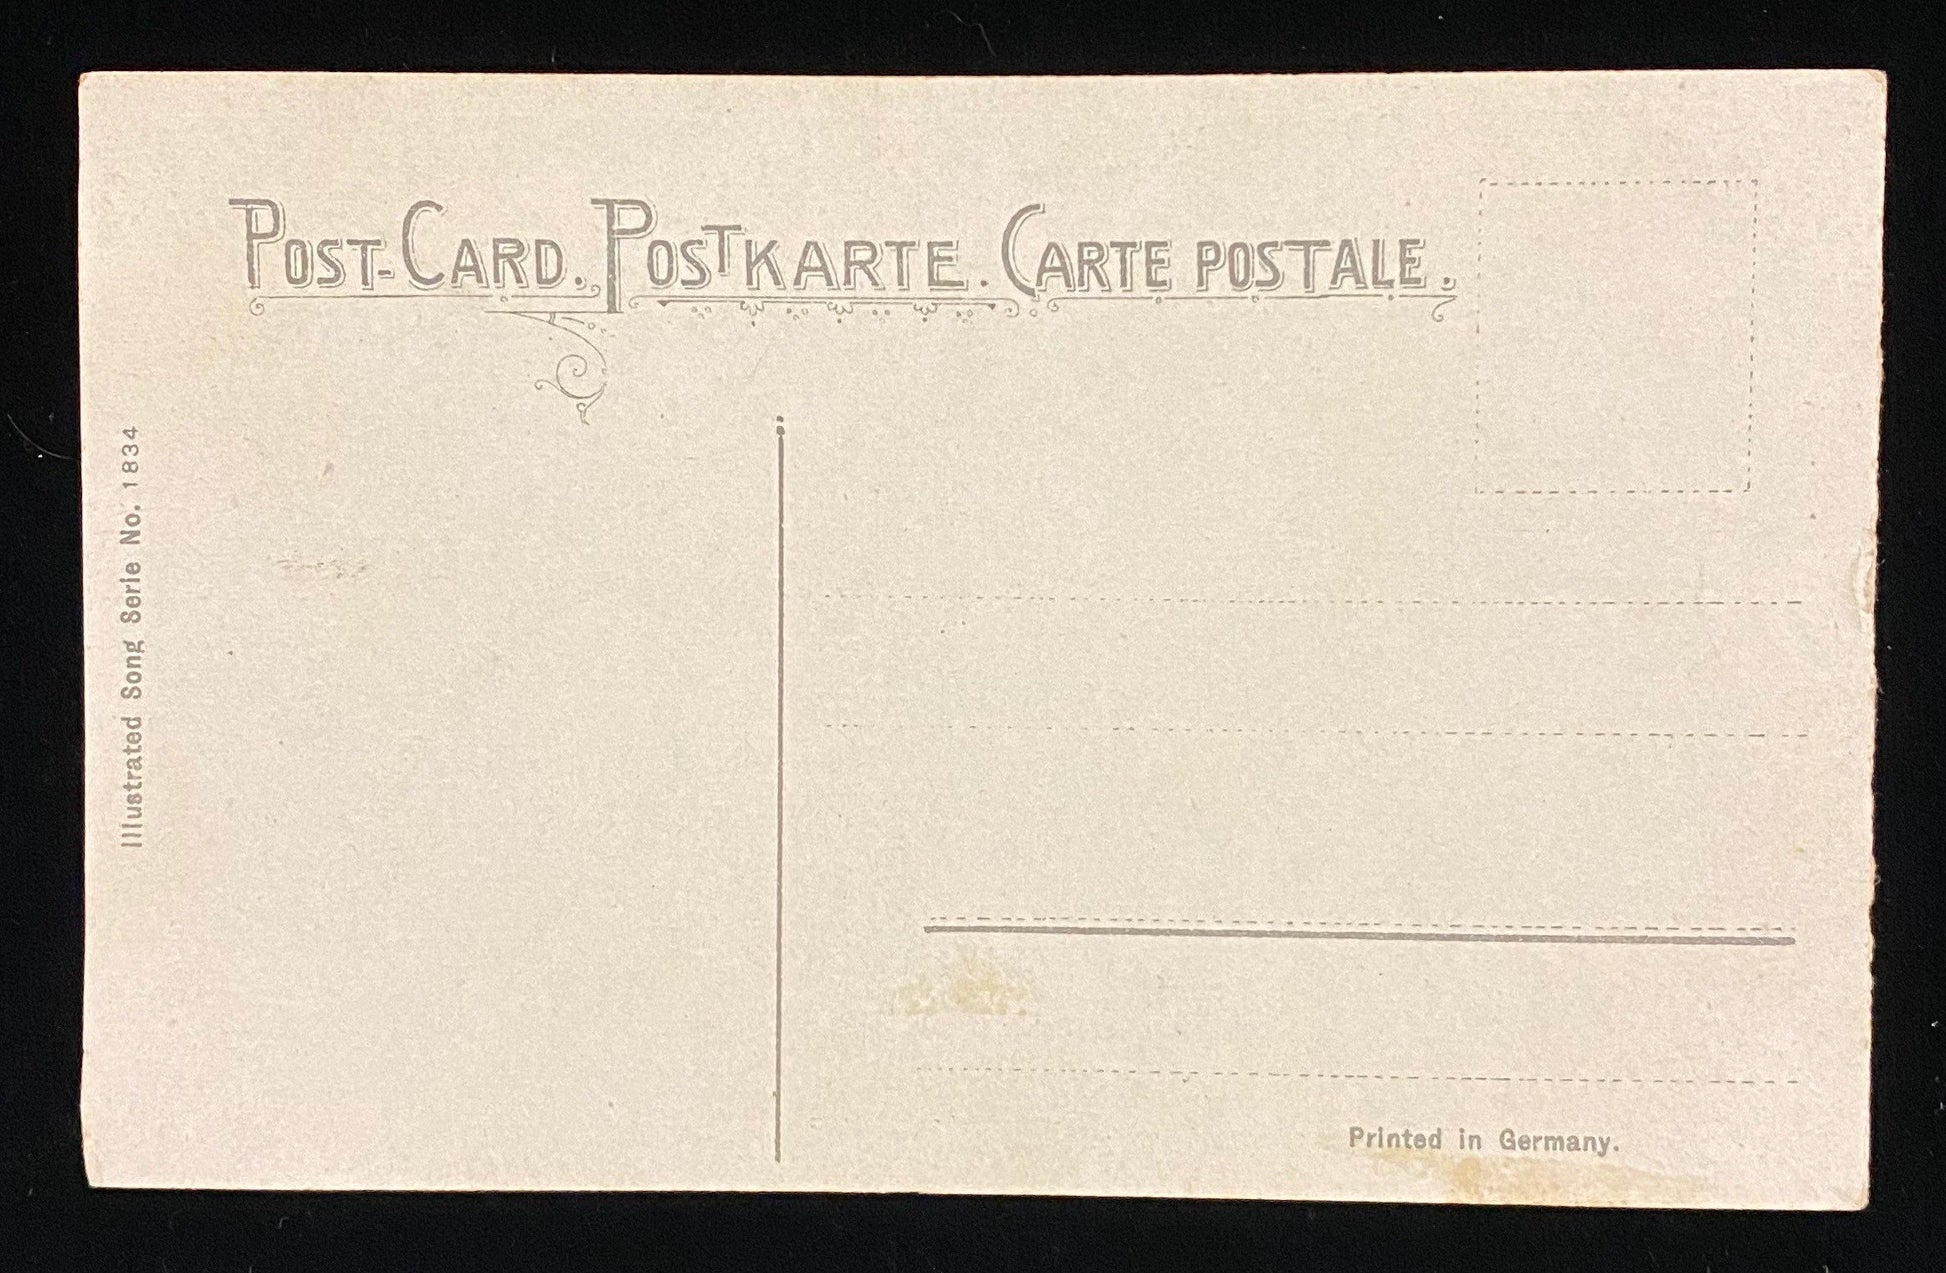 Post-Card. Postkarte. Carte postale.
Illustrated Song Serie No. 1834
Printed in Germany.